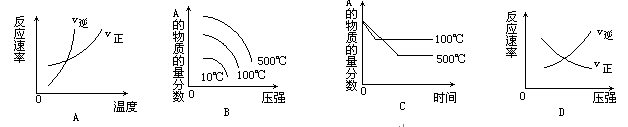 反应速率
v逆
v正
0
温度
A
A的物质的量分数
500℃
100℃
10℃
0
压强
B
A的物质的量分数
100℃
500℃
0
时间
C
反应速率
v逆
v正
0
压强
D